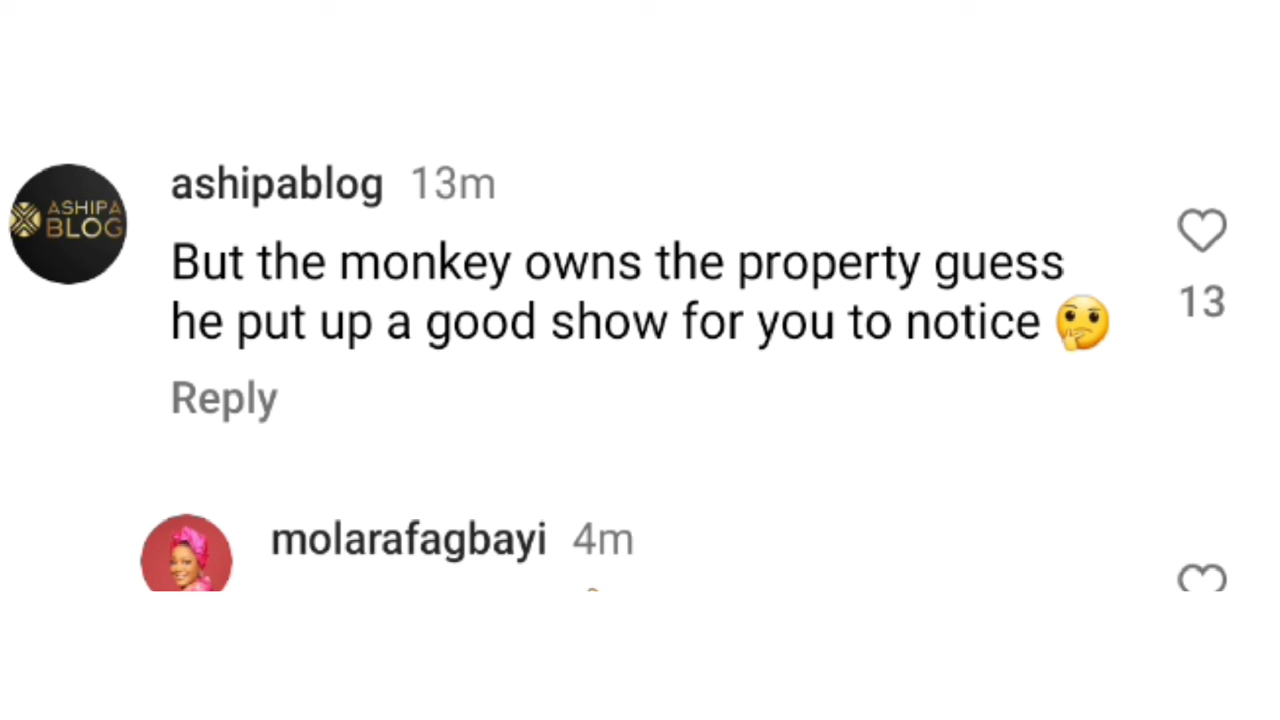 ashipablog 13m
ASHIPA
BLOG
But the monkey owns the property guess
he put up a good show for you to notice 🤔
13
Reply
molarafagbayi 4m